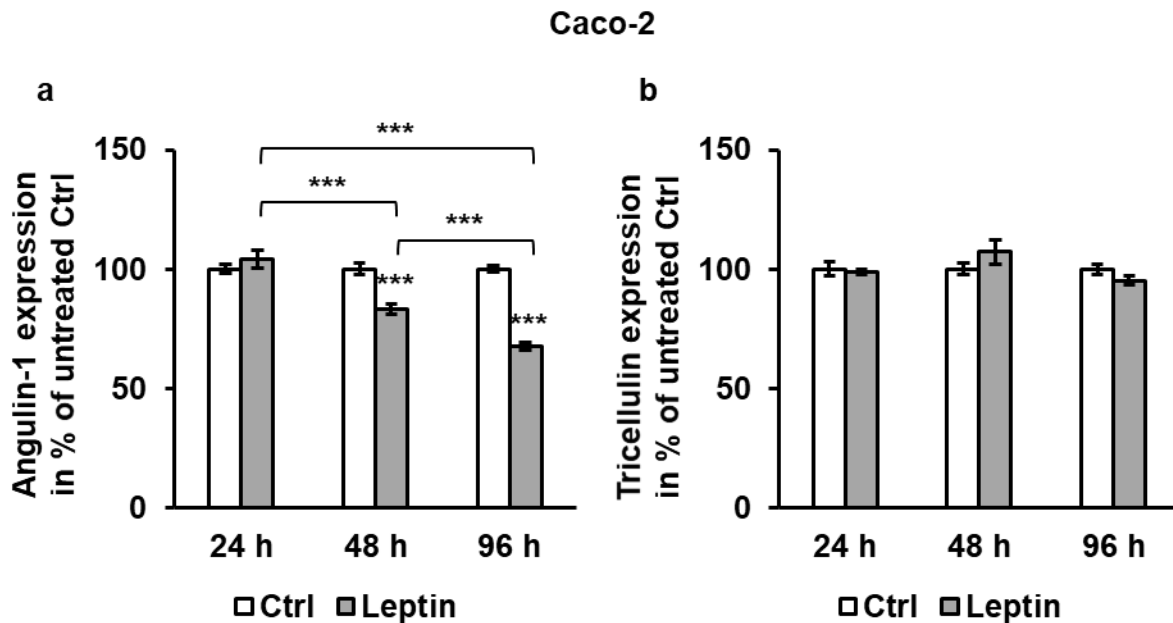 Caco-2
a
Angulin-1 expression
in % of untreated Ctrl
150
100
50
0
***
***
***
***
***
24 h 48 h 96 h
Ctrl Leptin
b
Tricellulin expression
in % of untreated Ctrl
150
100
50
0
24 h 48 h 96 h
Ctrl Leptin